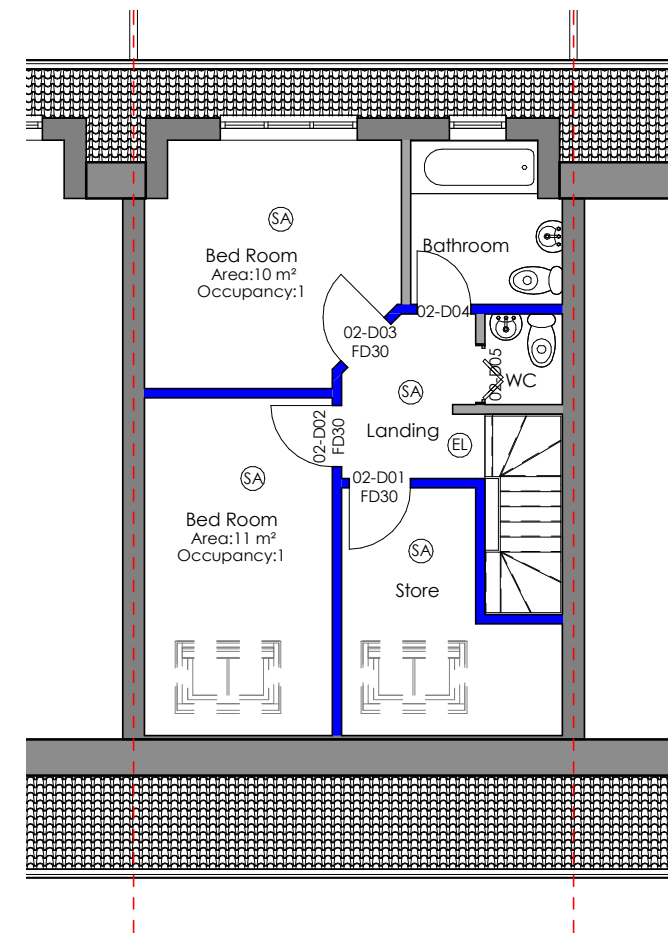 SA
Bed Room
Area:10 m²
Occupancy:1
Bathroom
02-D04
02-D03
FD30
02-D05
WC
SA
Landing
EL
02-D02
FD30
02-D01
FD30
SA
Bed Room
Area:11 m²
Occupancy:1
SA
Store